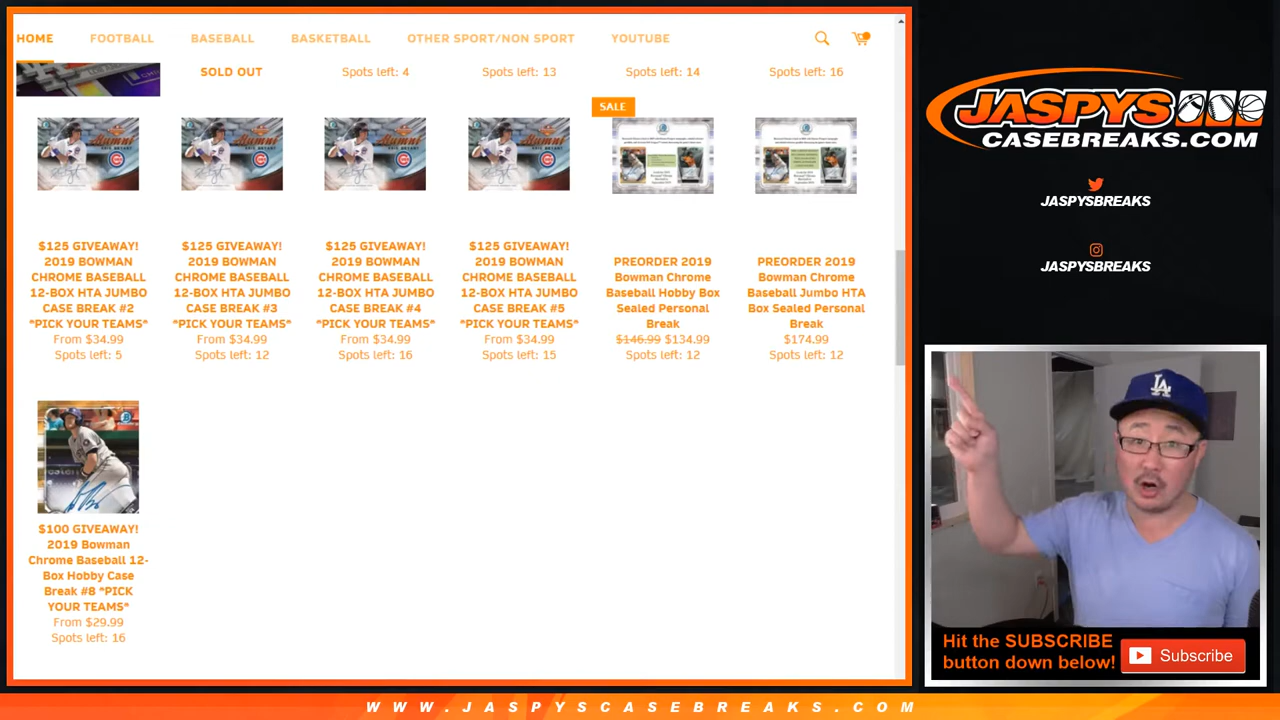 HOME FOOTBALL BASEBALL BASKETBALL OTHER SPORT/NON SPORT YOUTUBE
SOLD OUT Spots left: 4 Spots left: 13 Spots left: 14 Spots left: 16
SALE
$125 GIVEAWAY!
2019 BOWMAN
CHROME BASEBALL
12-BOX HTA JUMBO
CASE BREAK #2
*PICK YOUR TEAMS*
From $34.99
Spots left: 5
$125 GIVEAWAY!
2019 BOWMAN
CHROME BASEBALL
12-BOX HTA JUMBO
CASE BREAK #3
*PICK YOUR TEAMS*
From $34.99
Spots left: 12
$125 GIVEAWAY!
2019 BOWMAN
CHROME BASEBALL
12-BOX HTA JUMBO
CASE BREAK #4
*PICK YOUR TEAMS*
From $34.99
Spots left: 16
$125 GIVEAWAY!
2019 BOWMAN
CHROME BASEBALL
12-BOX HTA JUMBO
CASE BREAK #5
*PICK YOUR TEAMS*
From $34.99
Spots left: 15
PREORDER 2019
Bowman Chrome
Baseball Hobby Box
Sealed Personal
Break
$146.99 $134.99
Spots left: 12
PREORDER 2019
Bowman Chrome
Baseball Jumbo HTA
Box Sealed Personal
Break
$174.99
Spots left: 12
$100 GIVEAWAY!
2019 Bowman
Chrome Baseball 12-
Box Hobby Case
Break #8 *PICK
YOUR TEAMS*
From $29.99
Spots left: 16
JASPYS
CASEBREAKS.COM
JASPYSBREAKS
JASPYSBREAKS
LA
Hit the SUBSCRIBE
button down below!
Subscribe
WWW.JASPYSCASEBREAKS.COM